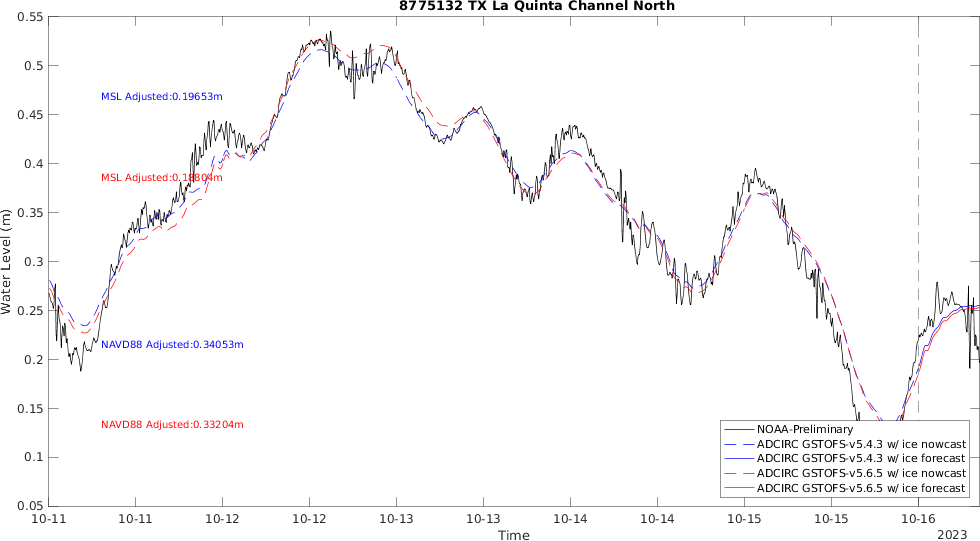 8775132 TX La Quinta Channel North
Water Level (m)
0.55
0.5
0.45
0.4
0.35
0.3
0.25
0.2
0.15
0.1
0.05
MSL Adjusted:0.19653m
MSL Adjusted:0.18804m
NAVD88 Adjusted:0.34053m
NAVD88 Adjusted:0.33204m
NOAA-Preliminary
ADCIRC GSTOFS-v5.4.3 w/ ice nowcast
ADCIRC GSTOFS-v5.4.3 w/ ice forecast
ADCIRC GSTOFS-v5.6.5 w/ ice nowcast
ADCIRC GSTOFS-v5.6.5 w/ ice forecast
10-11 10-11 10-12 10-12 10-13 10-13 10-14 10-14 10-15 10-15 10-16
Time
2023